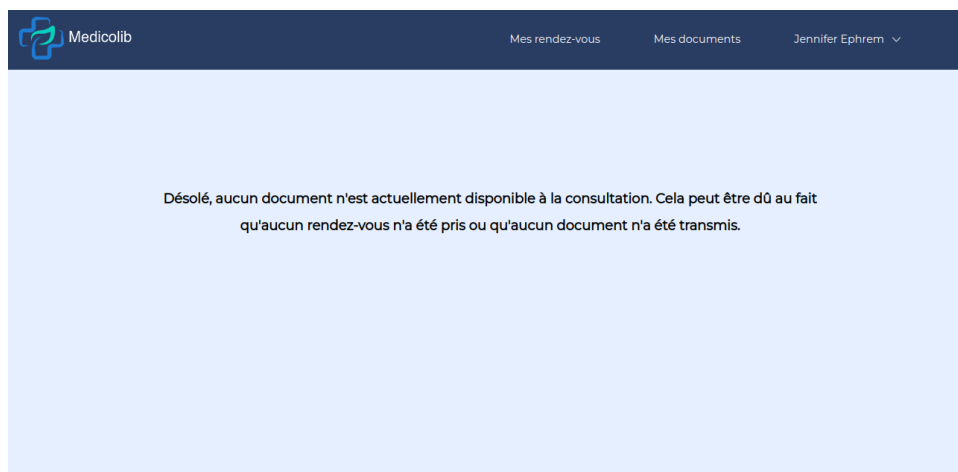 Medicolib
Mes rendez-vous
Mes documents
Jennifer Ephrem
Désolé, aucun document n'est actuellement disponible à la consultation. Cela peut être dû au fait
qu'aucun rendez-vous n'a été pris ou qu'aucun document n'a été transmis.